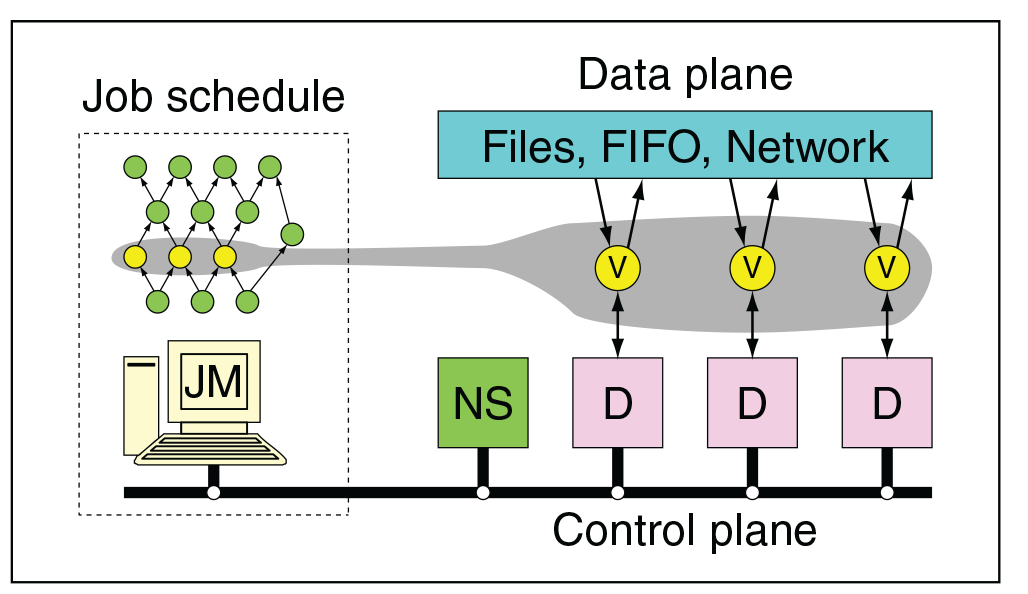 Data plane
Job schedule
Files, FIFO, Network
V V V
JM
NS D D D
Control plane